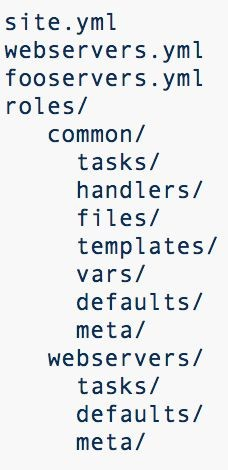 site.yml
webservers.yml
fooservers.yml
roles/
   common/
     tasks/
     handlers/
     files/
     templates/
     vars/
     defaults/
     meta/
   webservers/
     tasks/
     defaults/
     meta/